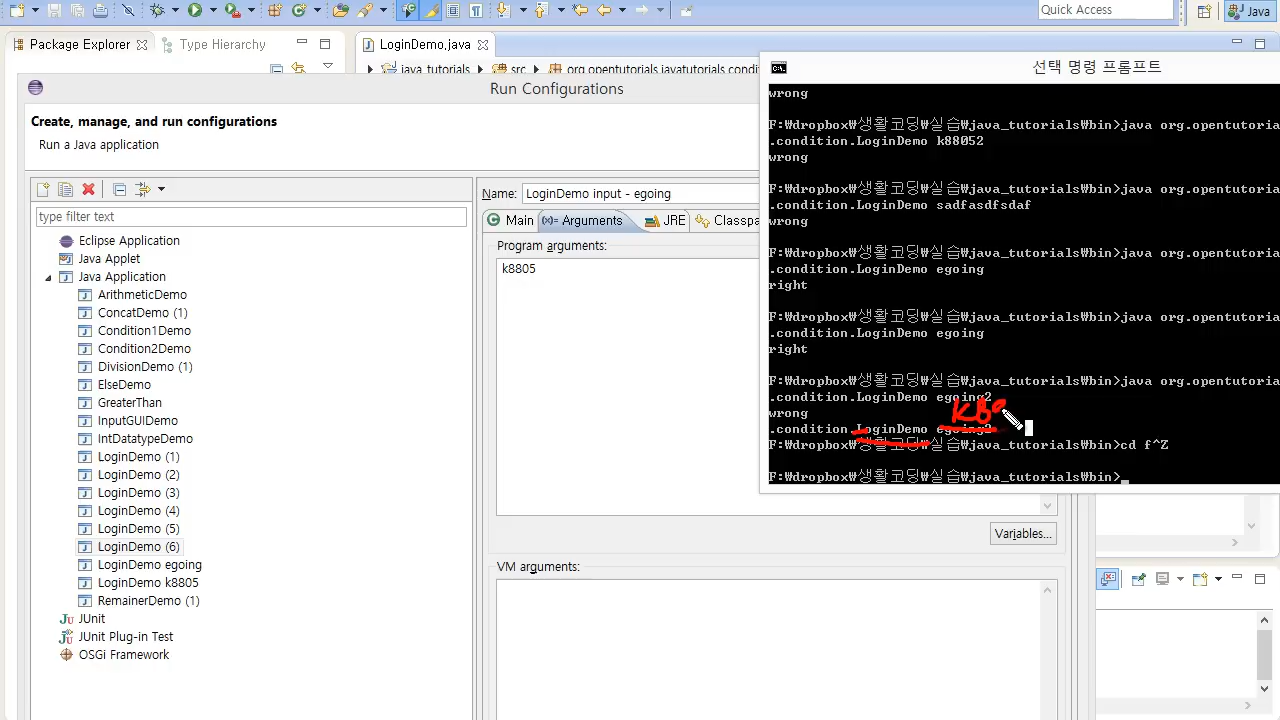 Quick Access
Java
Package Explorer
Type Hierarchy
LoginDemo.java
java_tutorials
src
org.opentutorials.javatutorials.condit
Run Configurations
Create, manage, and run configurations
Run a Java application
type filter text
Eclipse Application
Java Applet
Java Application
ArithmeticDemo
ConcatDemo (1)
Condition1Demo
Condition2Demo
DivisionDemo (1)
ElseDemo
GreaterThan
InputGUIDemo
IntDatatypeDemo
LoginDemo (1)
LoginDemo (2)
LoginDemo (3)
LoginDemo (4)
LoginDemo (5)
LoginDemo (6)
LoginDemo egoing
LoginDemo k8805
RemainerDemo (1)
JUnit
JUnit Plug-in Test
OSGi Framework
Name: LoginDemo input - egoing
Main
(x)= Arguments
JRE
Classpa
Program arguments:
k8805
Variables...
VM arguments:
선택 명령 프롬프트
wrong
F:₩dropbox₩생활코딩₩실습₩java_tutorials₩bin>java org.opentutoria
.condition.LoginDemo k88052
wrong
F:₩dropbox₩생활코딩₩실습₩java_tutorials₩bin>java org.opentutoria
.condition.LoginDemo sadfasdfsdaf
wrong
F:₩dropbox₩생활코딩₩실습₩java_tutorials₩bin>java org.opentutoria
.condition.LoginDemo egoing
right
F:₩dropbox₩생활코딩₩실습₩java_tutorials₩bin>java org.opentutoria
.condition.LoginDemo egoing
right
F:₩dropbox₩생활코딩₩실습₩java_tutorials₩bin>java org.opentutoria
.condition.LoginDemo egoing2
wrong
.condition.LoginDemo egoing2
F:₩dropbox₩생활코딩₩실습₩java_tutorials₩bin>cd f^Z
F:₩dropbox₩생활코딩₩실습₩java_tutorials₩bin>